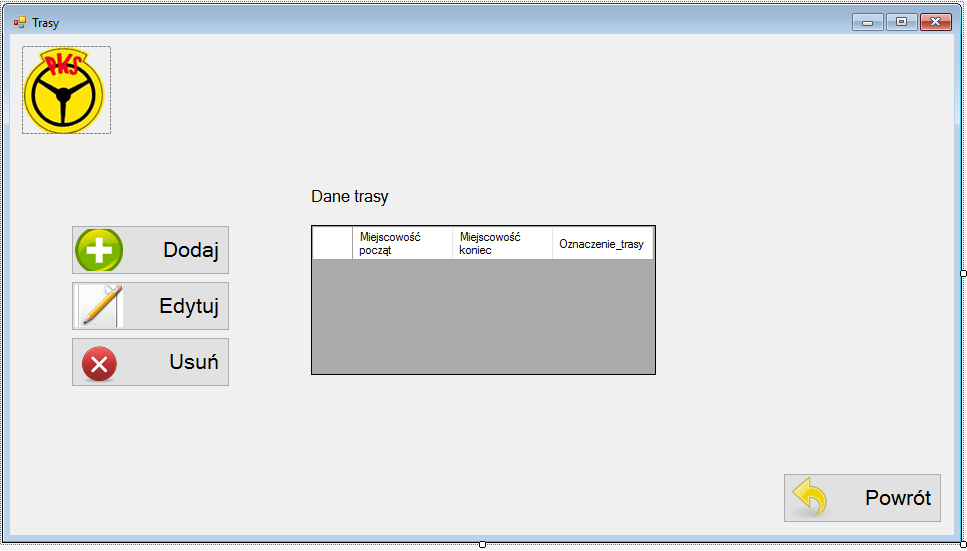 Trasy
PKS
Dane trasy
Miejscowość
począt
Miejscowość
koniec
Oznaczenie_trasy
Dodaj
Edytuj
Usuń
Powrót